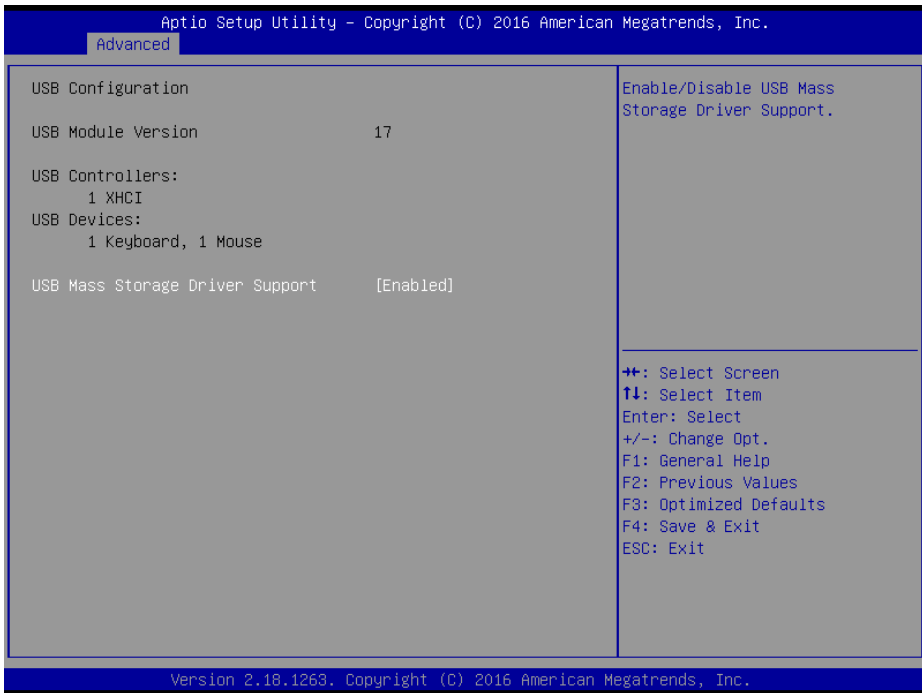 Aptio Setup Utility – Copyright (C) 2016 American Megatrends, Inc.
Advanced
USB Configuration
USB Module Version 17
USB Controllers:
1 XHCI
USB Devices:
1 Keyboard, 1 Mouse
USB Mass Storage Driver Support [Enabled]
Enable/Disable USB Mass
Storage Driver Support.
→←: Select Screen
↑↓: Select Item
Enter: Select
+/-: Change Opt.
F1: General Help
F2: Previous Values
F3: Optimized Defaults
F4: Save & Exit
ESC: Exit
Version 2.18.1263. Copyright (C) 2016 American Megatrends, Inc.